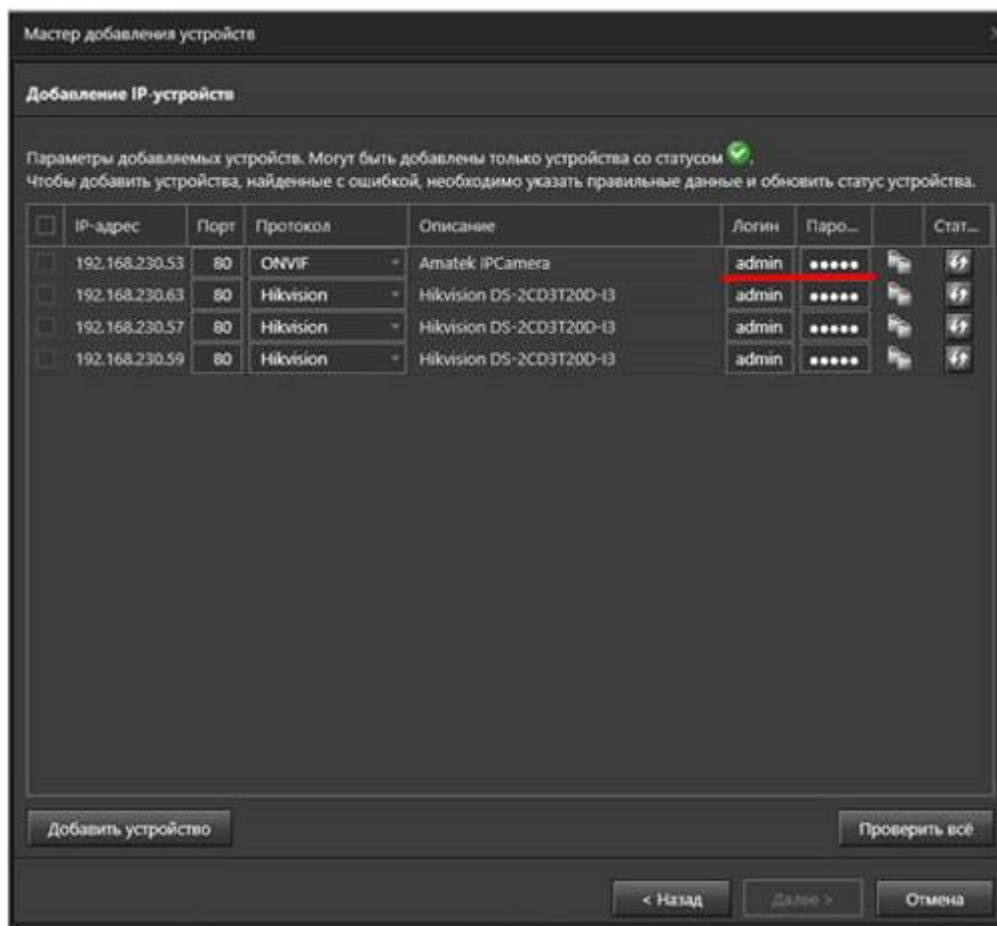 Мастер добавления устройств
Добавление IP-устройств
Параметры добавляемых устройств. Могут быть добавлены только устройства со статусом .
Чтобы добавить устройства, найденные с ошибкой, необходимо указать правильные данные и обновить статус устройства.
IP-адрес Порт Протокол Описание Логин Паро... Стат...
192.168.230.53 80 ONVIF Amatek IPCamera admin •••••
192.168.230.63 80 Hikvision Hikvision DS-2CD3T20D-I3 admin •••••
192.168.230.57 80 Hikvision Hikvision DS-2CD3T20D-I3 admin •••••
192.168.230.59 80 Hikvision Hikvision DS-2CD3T20D-I3 admin •••••
Добавить устройство Проверить всё
< Назад Далее > Отмена